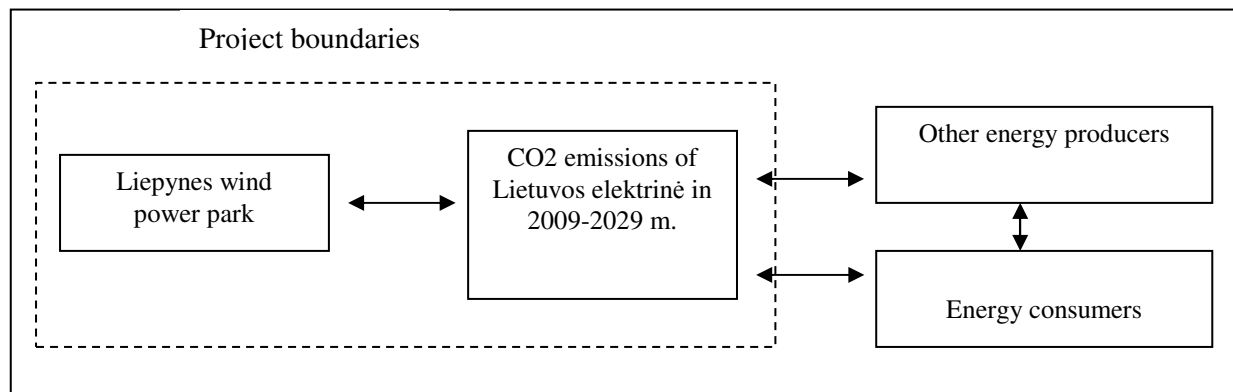 Project boundaries
Liepynes wind
power park
CO2 emissions of
Lietuvos elektrinė in
2009-2029 m.
Other energy producers
Energy consumers